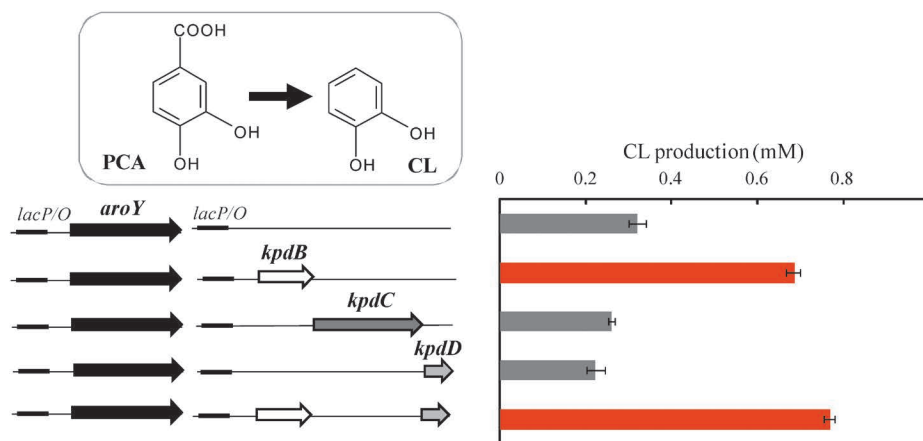 COOH
OH
OH
PCA
OH
OH
CL
CL production (mM)
0 0.2 0.4 0.6 0.8
lacP/O aroY lacP/O
kpdB
kpdC
kpdD